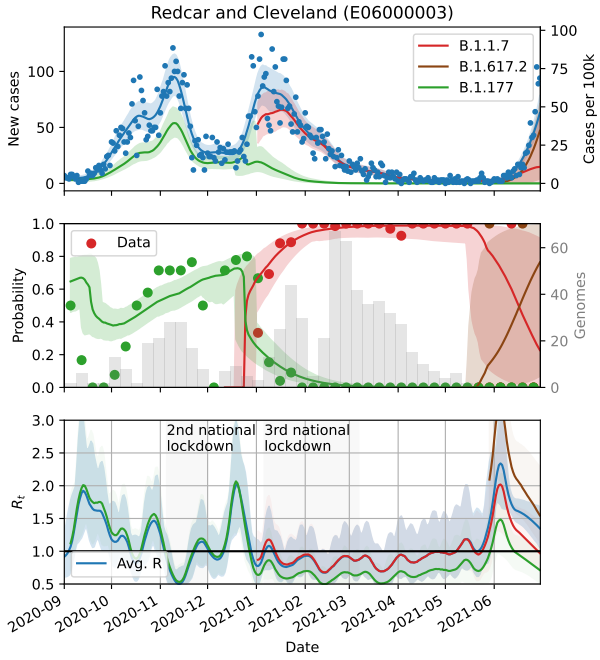 Redcar and Cleveland (E06000003)
New cases
0
50
100
B.1.1.7
B.1.617.2
B.1.177
0
25
50
75
100
Cases per 100k
Probability
0.0
0.2
0.4
0.6
0.8
1.0
Data
0
20
40
60
Genomes
R_t
0.5
1.0
1.5
2.0
2.5
3.0
2nd national
lockdown
3rd national
lockdown
Avg. R
2020-09
2020-10
2020-11
2020-12
2021-01
2021-02
2021-03
2021-04
2021-05
2021-06
Date